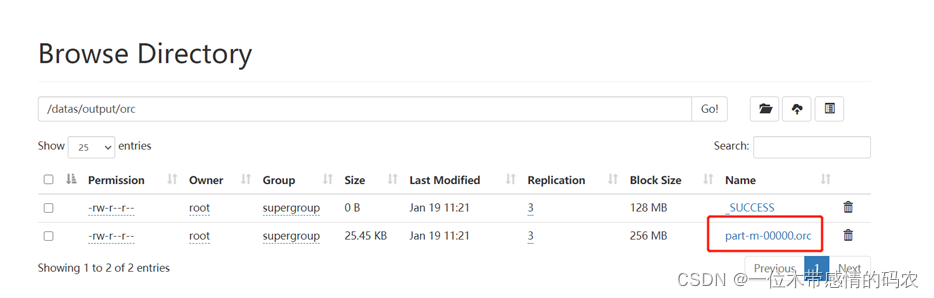 Browse Directory
/datas/output/orc Go!
Show 25 entries Search:
Permission Owner Group Size Last Modified Replication Block Size Name
-rw-r--r-- root supergroup 0 B Jan 19 11:21 3 128 MB _SUCCESS
-rw-r--r-- root supergroup 25.45 KB Jan 19 11:21 3 256 MB part-m-00000.orc
Showing 1 to 2 of 2 entries Previous 1 Next
CSDN @一位木带感情的码农